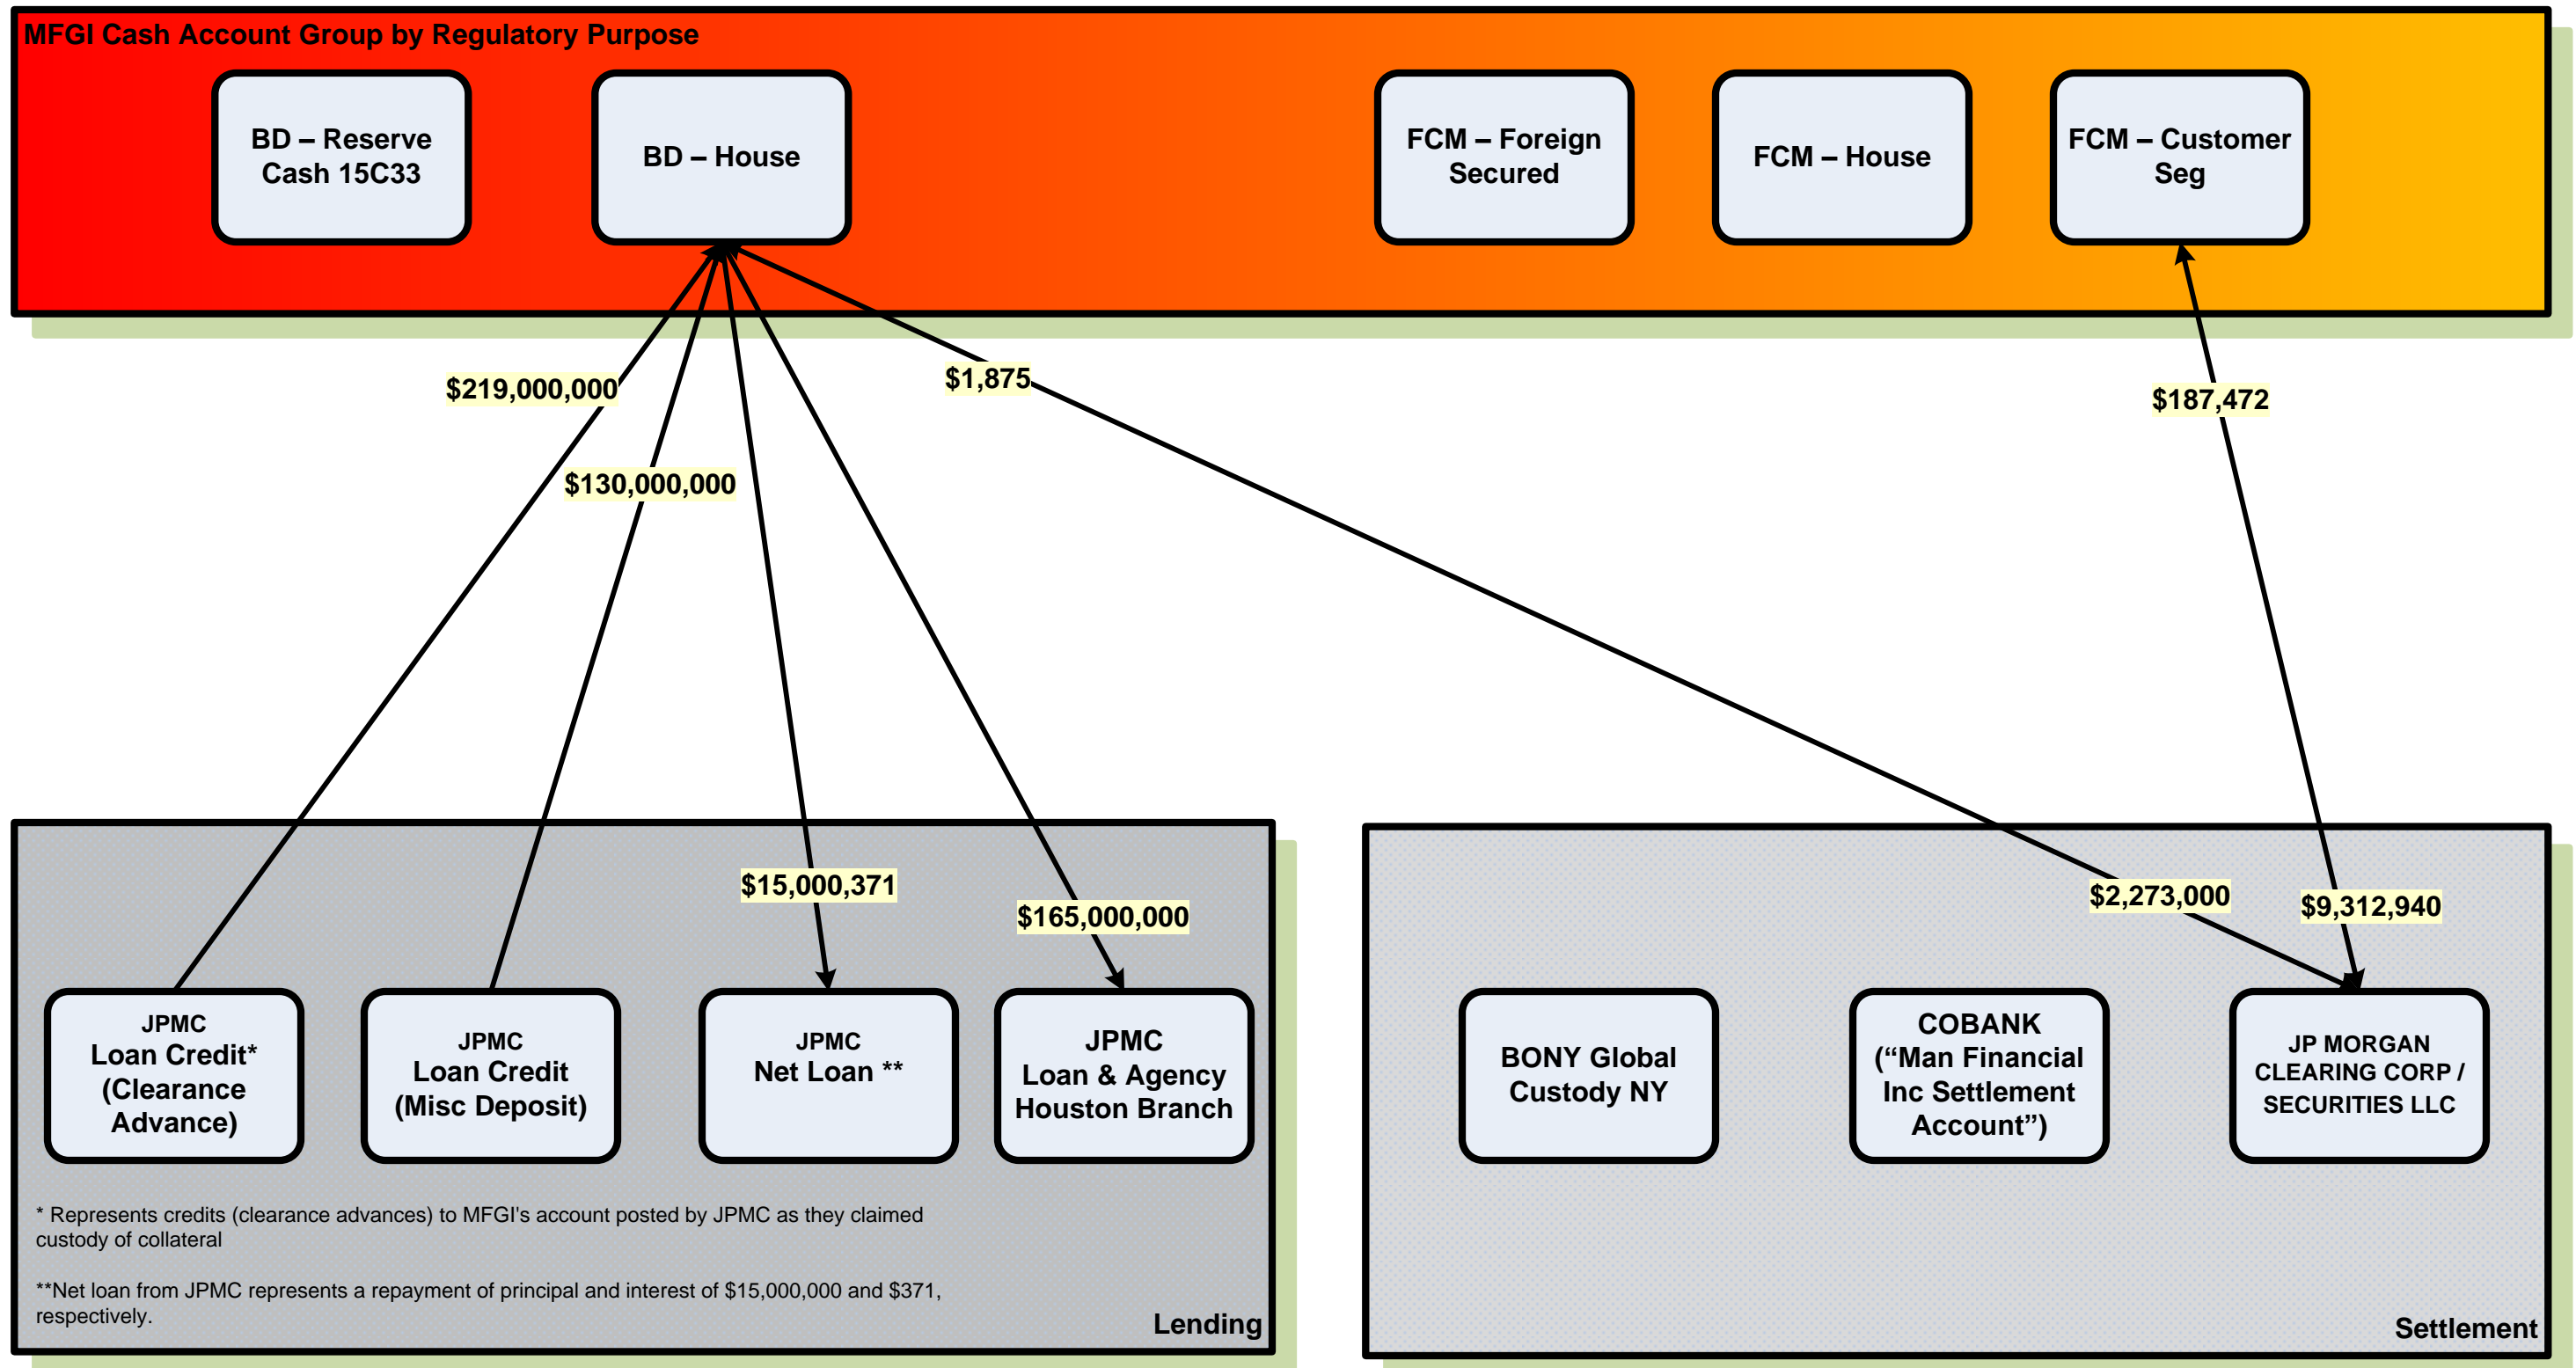 MFGI Cash Account Group by Regulatory Purpose
BD – Reserve
Cash 15C33
BD – House
FCM – Foreign
Secured
FCM – House
FCM – Customer
Seg
$219,000,000
$1,875
$187,472
$130,000,000
$15,000,371
$165,000,000
$2,273,000
$9,312,940
JPMC
Loan Credit*
(Clearance
Advance)
JPMC
Loan Credit
(Misc Deposit)
JPMC
Net Loan **
JPMC
Loan & Agency
Houston Branch
BONY Global
Custody NY
COBANK
(“Man Financial
Inc Settlement
Account”)
JP MORGAN
CLEARING CORP /
SECURITIES LLC
* Represents credits (clearance advances) to MFGI's account posted by JPMC as they claimed
custody of collateral
**Net loan from JPMC represents a repayment of principal and interest of $15,000,000 and $371,
respectively.
Lending
Settlement